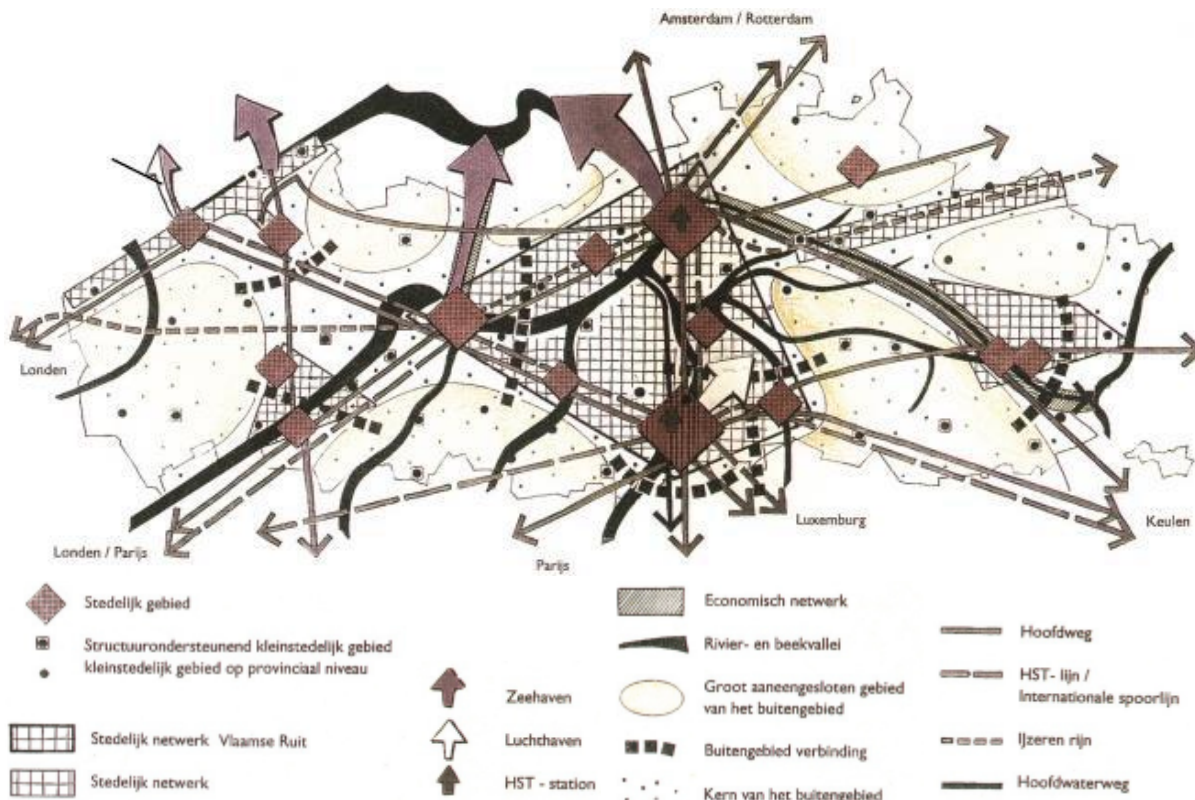 Amsterdam / Rotterdam
Londen
Londen / Parijs
Parijs
Luxemburg
Keulen
Stedelijk gebied
Structuurondersteunend kleinstedelijk gebied
kleinstedelijk gebied op provinciaal niveau
Stedelijk netwerk Vlaamse Ruit
Stedelijk netwerk
Zeehaven
Luchthaven
HST - station
Economisch netwerk
Rivier- en beekvallei
Groot aaneengesloten gebied
van het buitengebied
Buitengebied verbinding
Kern van het buitengebied
Hoofdweg
HST- lijn /
Internationale spoorlijn
IJzeren rijn
Hoofdwaterweg